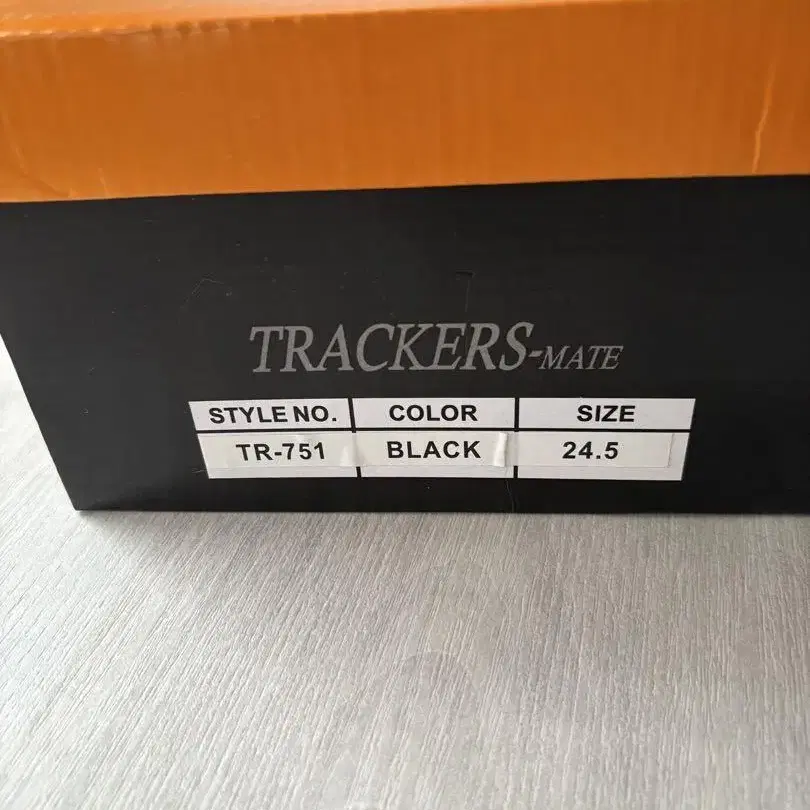 TRACKERS-MATE
STYLE NO. COLOR SIZE
TR-751 BLACK 24.5